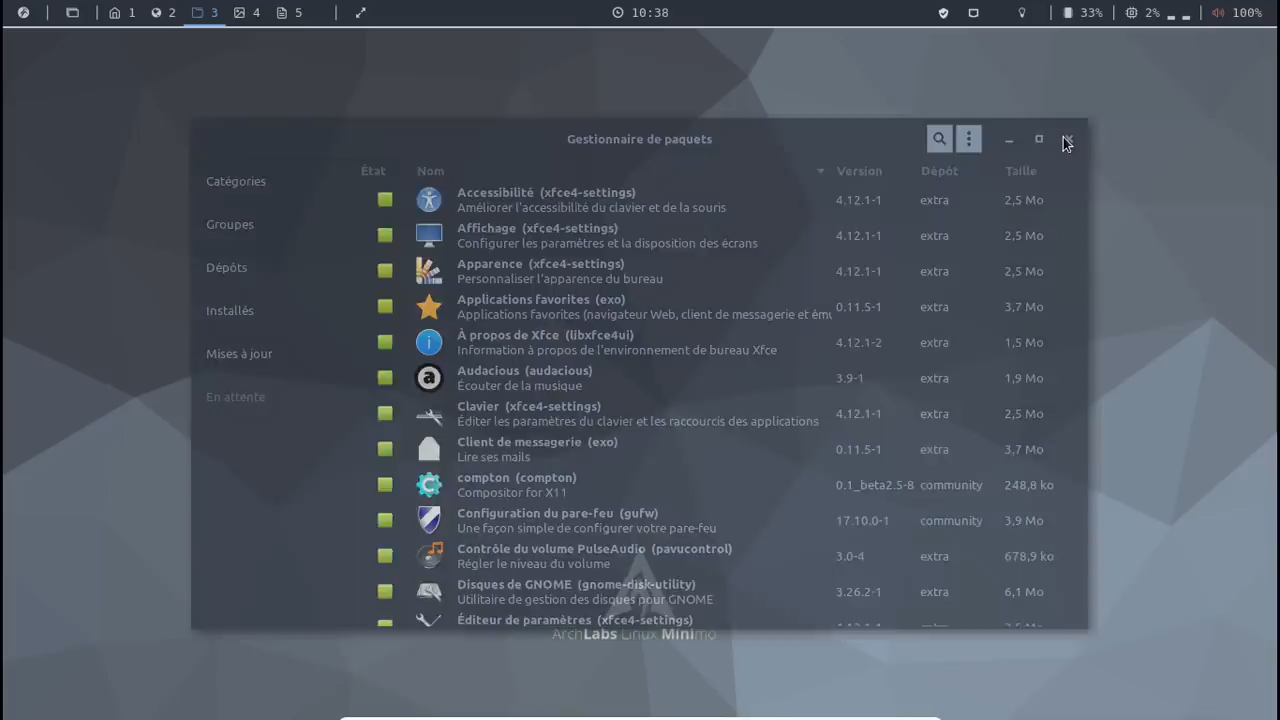 1 2 3 4 5 10:38 33% 2% 100%
Gestionnaire de paquets
État Nom Version Dépôt Taille
Catégories
Groupes
Dépôts
Installés
Mises à jour
En attente
Accessibilité (xfce4-settings)
Améliorer l'accessibilité du clavier et de la souris
4.12.1-1 extra 2,5 Mo
Affichage (xfce4-settings)
Configurer les paramètres et la disposition des écrans
4.12.1-1 extra 2,5 Mo
Apparence (xfce4-settings)
Personnaliser l'apparence du bureau
4.12.1-1 extra 2,5 Mo
Applications favorites (exo)
Applications favorites (navigateur Web, client de messagerie et ému
0.11.5-1 extra 3,7 Mo
À propos de Xfce (libxfce4ui)
Information à propos de l'environnement de bureau Xfce
4.12.1-2 extra 1,5 Mo
Audacious (audacious)
Écouter de la musique
3.9-1 extra 1,9 Mo
Clavier (xfce4-settings)
Éditer les paramètres du clavier et les raccourcis des applications
4.12.1-1 extra 2,5 Mo
Client de messagerie (exo)
Lire ses mails
0.11.5-1 extra 3,7 Mo
compton (compton)
Compositor for X11
0.1_beta2.5-8 community 248,8 ko
Configuration du pare-feu (gufw)
Une façon simple de configurer votre pare-feu
17.10.0-1 community 3,9 Mo
Contrôle du volume PulseAudio (pavucontrol)
Régler le niveau du volume
3.0-4 extra 678,9 ko
Disques de GNOME (gnome-disk-utility)
Utilitaire de gestion des disques pour GNOME
3.26.2-1 extra 6,1 Mo
Éditeur de paramètres (xfce4-settings)
ArchLabs Linux Minimo